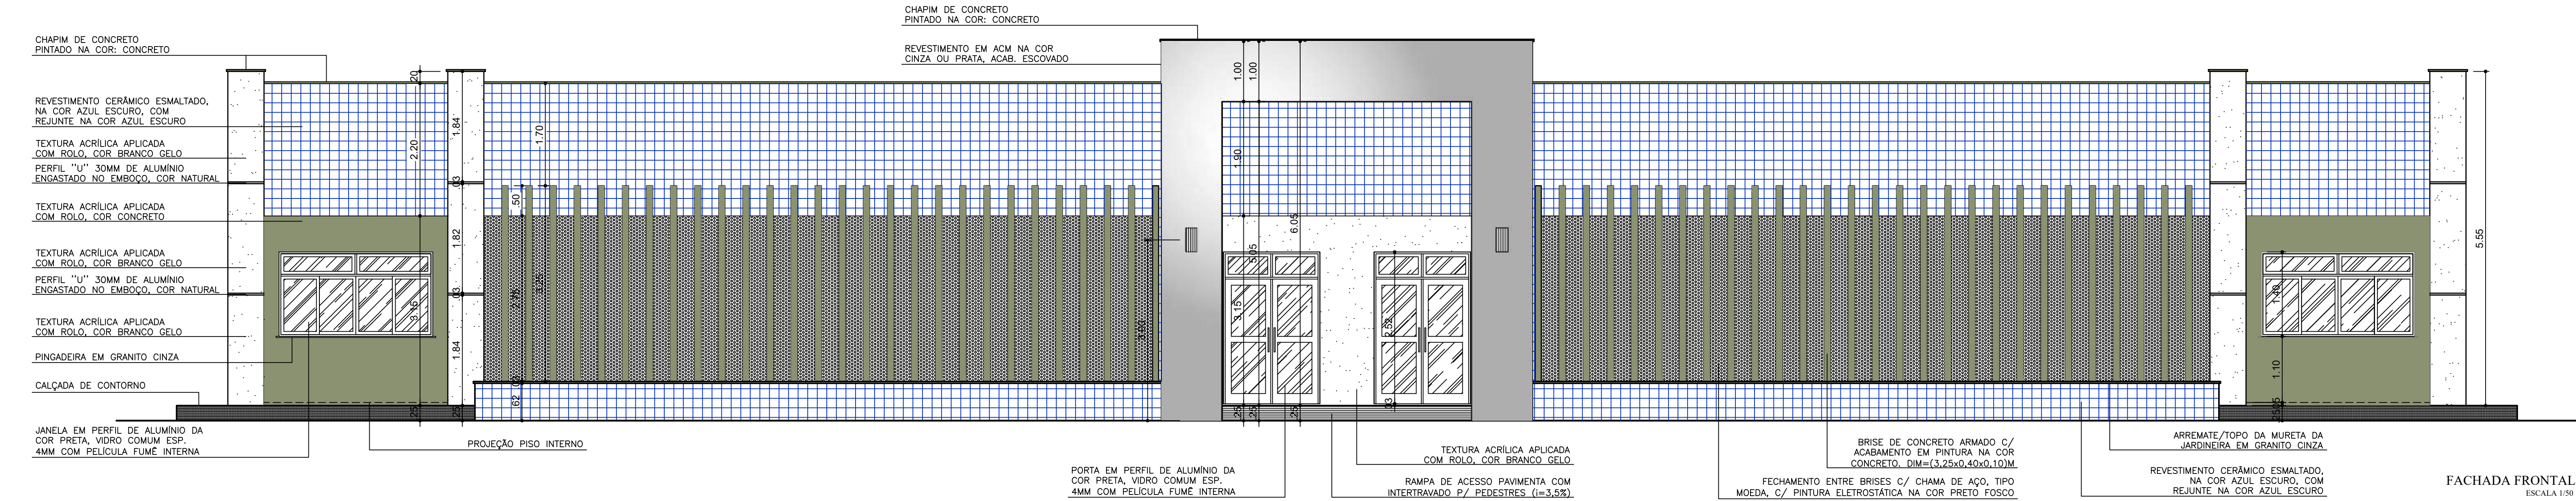 CHAPIM DE CONCRETO
PINTADO NA COR: CONCRETO
REVESTIMENTO EM ACM NA COR
CINZA OU PRATA, ACAB. ESCOVADO
CHAPIM DE CONCRETO
PINTADO NA COR: CONCRETO
REVESTIMENTO CERÂMICO ESMALTADO,
NA COR AZUL ESCURO, COM
REJUNTE NA COR AZUL ESCURO
TEXTURA ACRÍLICA APLICADA
COM ROLO, COR BRANCO GELO
PERFIL "U" 30MM DE ALUMÍNIO
ENGASTADO NO EMBOÇO, COR NATURAL
TEXTURA ACRÍLICA APLICADA
COM ROLO, COR CONCRETO
TEXTURA ACRÍLICA APLICADA
COM ROLO, COR BRANCO GELO
PERFIL "U" 30MM DE ALUMÍNIO
ENGASTADO NO EMBOÇO, COR NATURAL
TEXTURA ACRÍLICA APLICADA
COM ROLO, COR BRANCO GELO
PINGADEIRA EM GRANITO CINZA
CALÇADA DE CONTORNO
JANELA EM PERFIL DE ALUMÍNIO DA
COR PRETA, VIDRO COMUM ESP.
4MM COM PELÍCULA FUMÊ INTERNA
PROJEÇÃO PISO INTERNO
.20
2.20
3.15
.25
1.84
.03
1.82
.03
1.84
.25
1.70
.50
2.75
3.25
.05
.62
3.00
1.00
1.00
1.90
6.05
5.05
3.15
2.52
.03
.25
.25
.25
1.40
1.10
.05
.25
5.55
PORTA EM PERFIL DE ALUMÍNIO DA
COR PRETA, VIDRO COMUM ESP.
4MM COM PELÍCULA FUMÊ INTERNA
TEXTURA ACRÍLICA APLICADA
COM ROLO, COR BRANCO GELO
RAMPA DE ACESSO PAVIMENTA COM
INTERTRAVADO P/ PEDESTRES (i=3,5%)
BRISE DE CONCRETO ARMADO C/
ACABAMENTO EM PINTURA NA COR
CONCRETO. DIM=(3,25x0,40x0,10)M
FECHAMENTO ENTRE BRISES C/ CHAMA DE AÇO, TIPO
MOEDA, C/ PINTURA ELETROSTÁTICA NA COR PRETO FOSCO
ARREMATE/TOPO DA MURETA DA
JARDINEIRA EM GRANITO CINZA
REVESTIMENTO CERÂMICO ESMALTADO,
NA COR AZUL ESCURO, COM
REJUNTE NA COR AZUL ESCURO
FACHADA FRONTAL
ESCALA 1/50